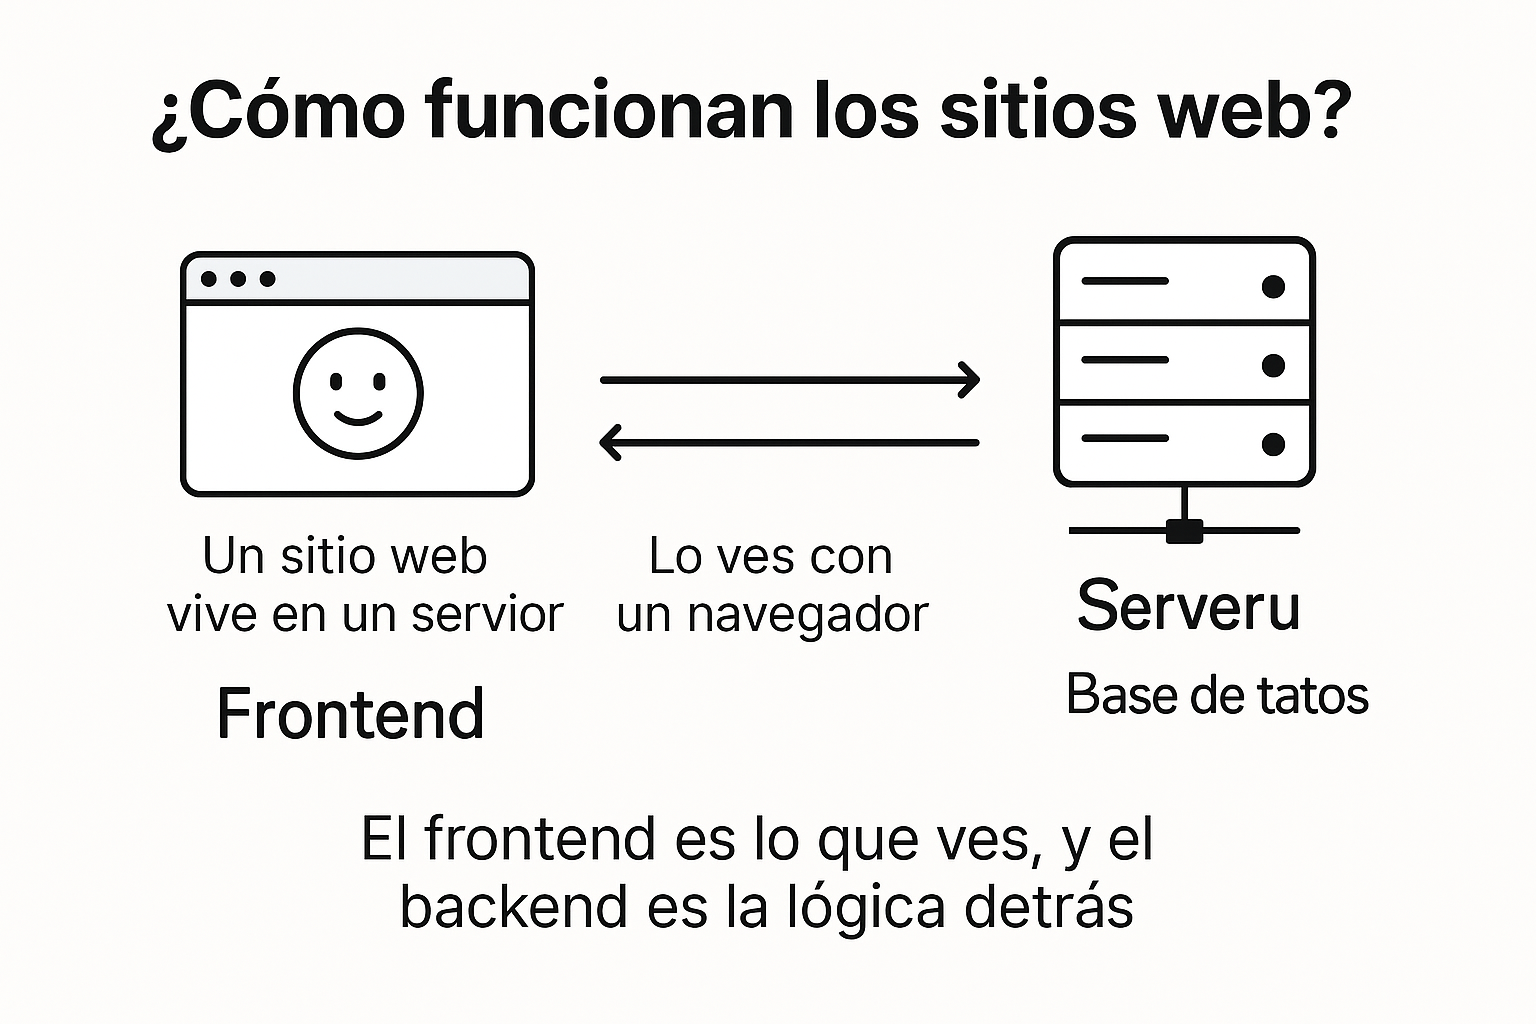 ¿Cómo funcionan los sitios web?
Un sitio web
vive en un servior
Lo ves con
un navegador
Serveru
Base de tatos
Frontend
El frontend es lo que ves, y el
backend es la lógica detrás